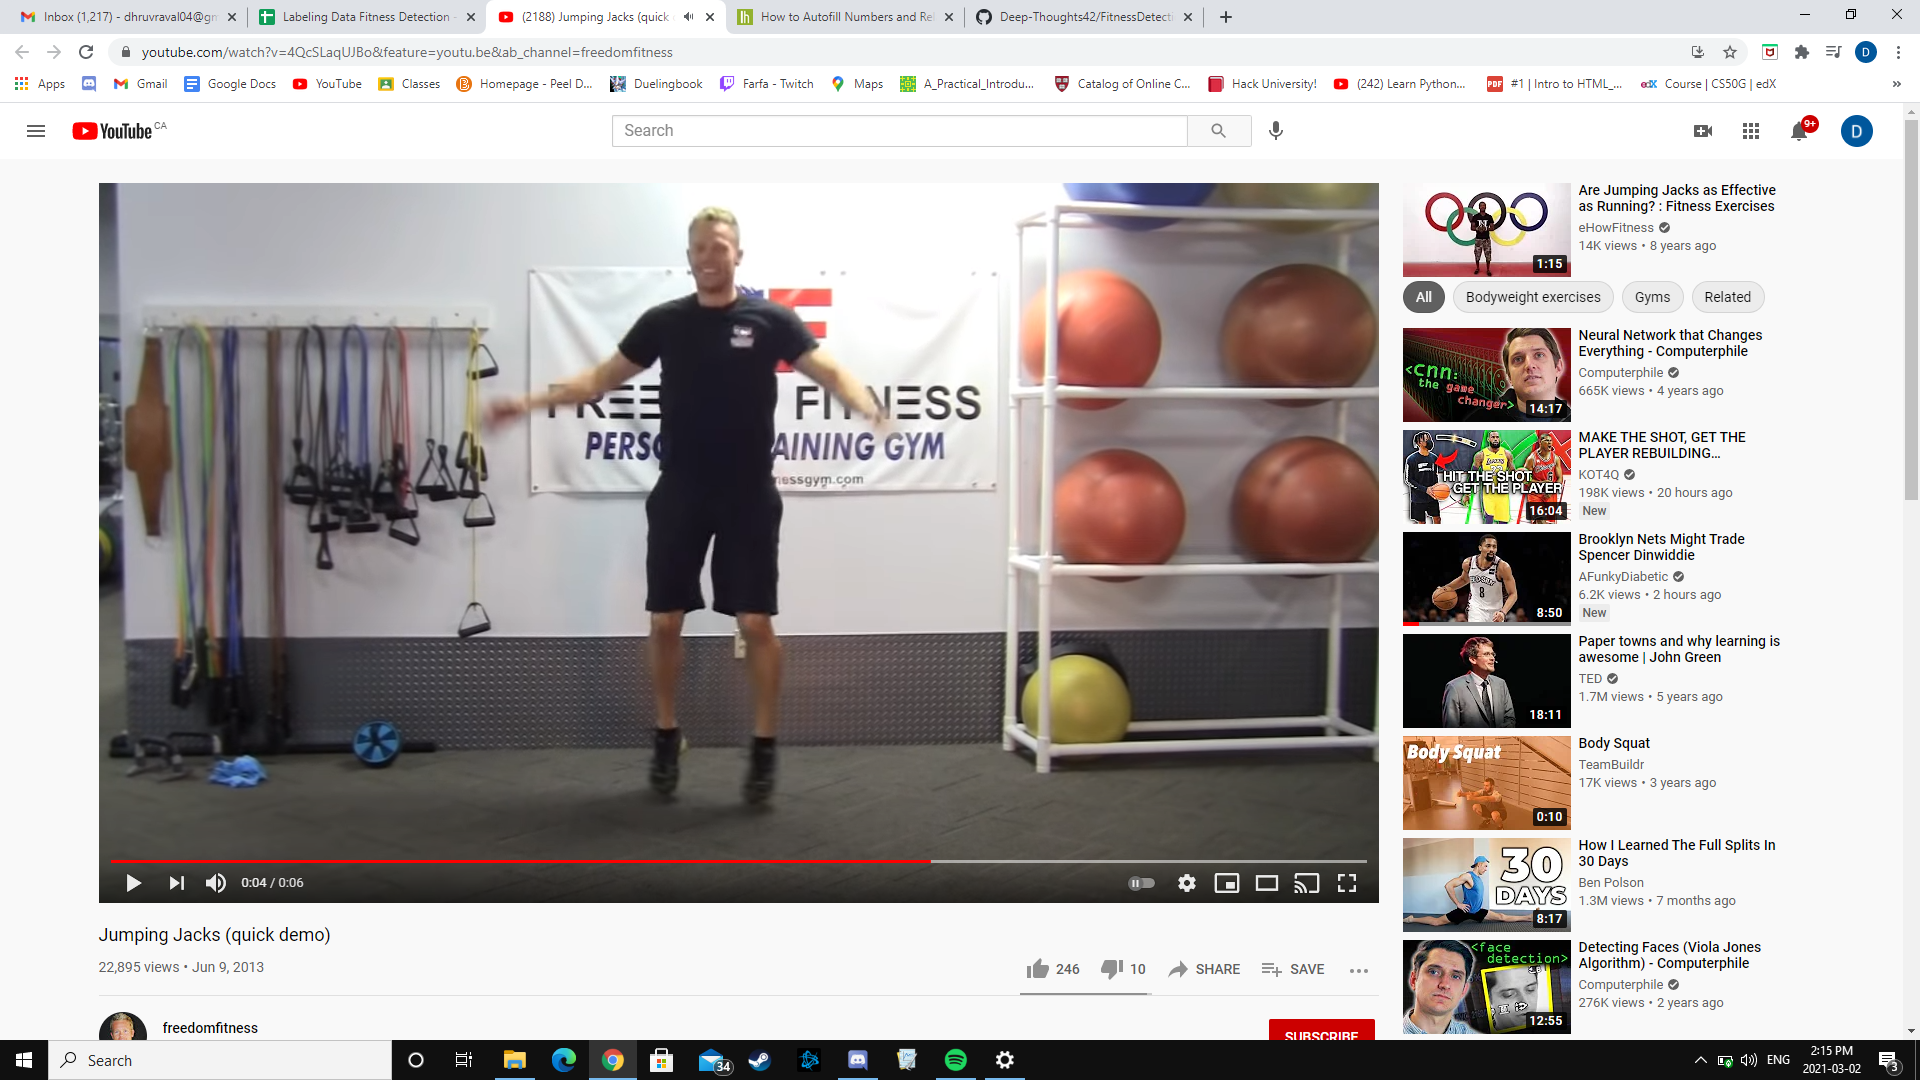 Inbox (1,217) - dhruvraval04@gm
Labeling Data Fitness Detection -
(2188) Jumping Jacks (quick
How to Autofill Numbers and Re
Deep-Thoughts42/FitnessDetecti
youtube.com/watch?v=4QcSLaqUJBo&feature=youtu.be&ab_channel=freedomfitness
D
Apps
Gmail
Google Docs
YouTube
Classes
Homepage - Peel D...
Duelingbook
Farfa - Twitch
Maps
A_Practical_Introdu...
Catalog of Online C...
Hack University!
(242) Learn Python...
PDF
#1 | Intro to HTML_...
edX
Course | CS50G | edX
»
YouTube CA
Search
9+
D
FREE FITNESS
PERSO AINING GYM
nessgym.com
0:04 / 0:06
Jumping Jacks (quick demo)
22,895 views • Jun 9, 2013
246
10
SHARE
SAVE
freedomfitness
SUBSCRIBE
1:15
Are Jumping Jacks as Effective
as Running? : Fitness Exercises
eHowFitness
14K views • 8 years ago
All
Bodyweight exercises
Gyms
Related
<cnn:
the game
changer>
14:17
Neural Network that Changes
Everything - Computerphile
Computerphile
665K views • 4 years ago
HIT THE SHOT
GET THE PLAYER
16:04
MAKE THE SHOT, GET THE
PLAYER REBUILDING...
KOT4Q
198K views • 20 hours ago
New
8
8:50
Brooklyn Nets Might Trade
Spencer Dinwiddie
AFunkyDiabetic
6.2K views • 2 hours ago
New
18:11
Paper towns and why learning is
awesome | John Green
TED
1.7M views • 5 years ago
Body Squat
0:10
Body Squat
TeamBuildr
17K views • 3 years ago
30
DAYS
8:17
How I Learned The Full Splits In
30 Days
Ben Polson
1.3M views • 7 months ago
<face
detection>
12:55
Detecting Faces (Viola Jones
Algorithm) - Computerphile
Computerphile
276K views • 2 years ago
Search
34
ENG
2:15 PM
2021-03-02
3